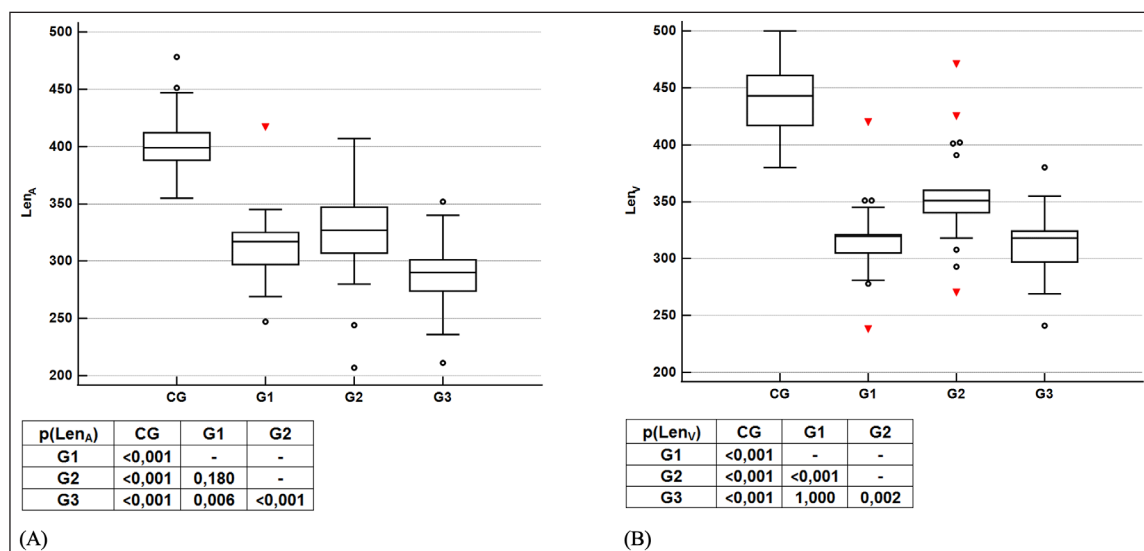 500
450
400
350
300
250
200
LenA
CG G1 G2 G3
p(LenA) CG G1 G2
G1 <0,001 - -
G2 <0,001 0,180 -
G3 <0,001 0,006 <0,001
(A)
500
450
400
350
300
250
200
LenV
CG G1 G2 G3
p(LenV) CG G1 G2
G1 <0,001 - -
G2 <0,001 <0,001 -
G3 <0,001 1,000 0,002
(B)